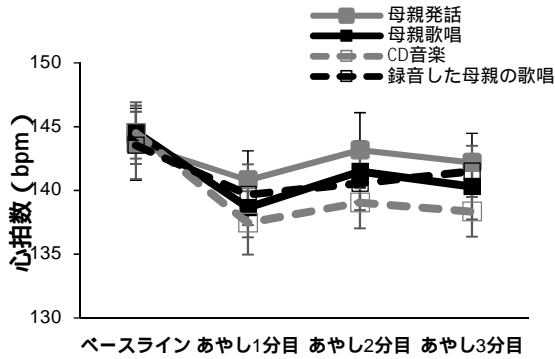 母親発話
母親歌唱
CD音楽
録音した母親の歌唱
心拍数（bpm）
150
145
140
135
130
ベースライン あやし1分目 あやし2分目 あやし3分目